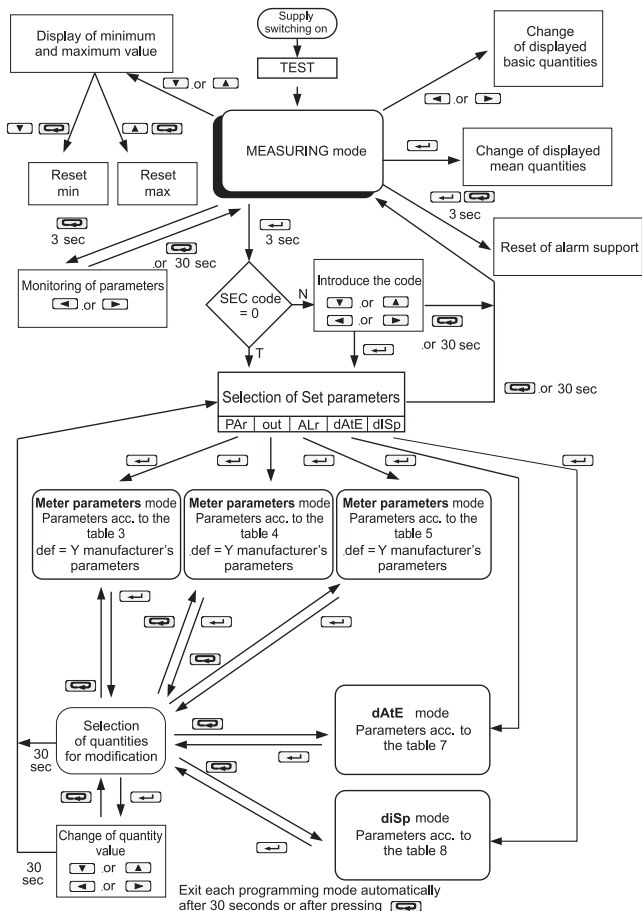 Supply
switching on
TEST
Display of minimum
and maximum value
Change
of displayed
basic quantities
.or
or
MEASURING mode
Change of displayed
mean quantities
Reset
min
Reset
max
3 sec
Reset of alarm support
3 sec
.or 30 sec
3 sec
Monitoring of parameters
.or
SEC code
= 0
N
T
Introduce the code
.or
or
or 30 sec
.or 30 sec
Selection of Set parameters
PAr out ALr dAtE dISp
Meter parameters mode
Parameters acc. to the
table 3
.def = Y manufacturer's
parameters
Meter parameters mode
Parameters acc. to the
table 4
.def = Y manufacturer's
parameters
Meter parameters mode
Parameters acc. to the
table 5
.def = Y manufacturer's
parameters
Selection
of quantities
for modification
30
sec
dAtE mode
Parameters acc. to
the table 7
diSp mode
Parameters acc. to
the table 8
Change of quantity
value
.or
or
30
sec
Exit each programming mode automatically
after 30 seconds or after pressing